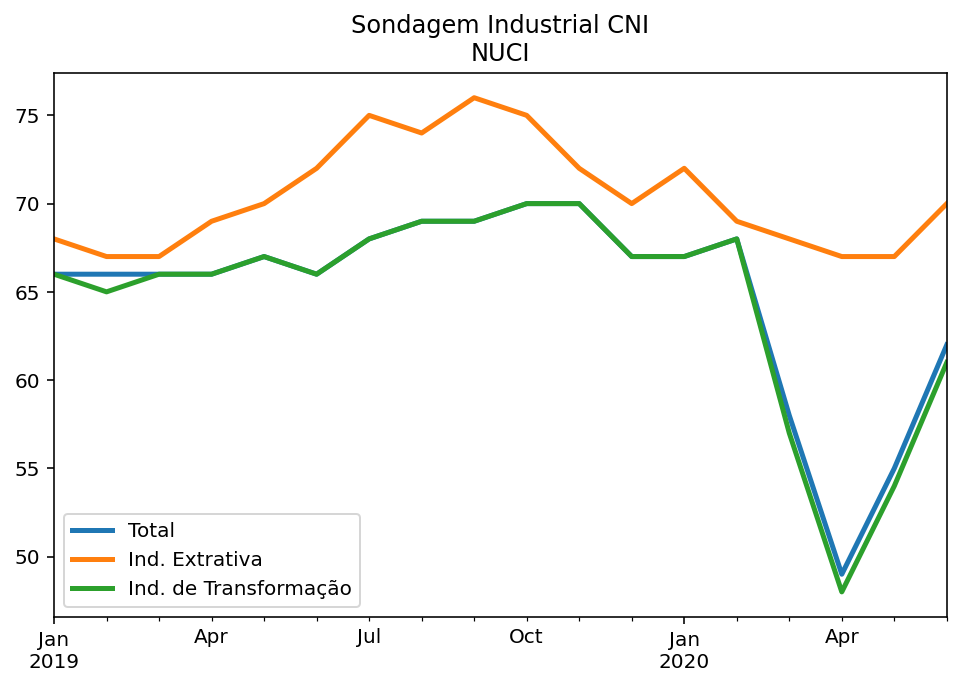 Sondagem Industrial CNI
NUCI
75
70
65
60
55
50
Total
Ind. Extrativa
Ind. de Transformação
Jan Apr Jul Oct Jan Apr
2019 2020